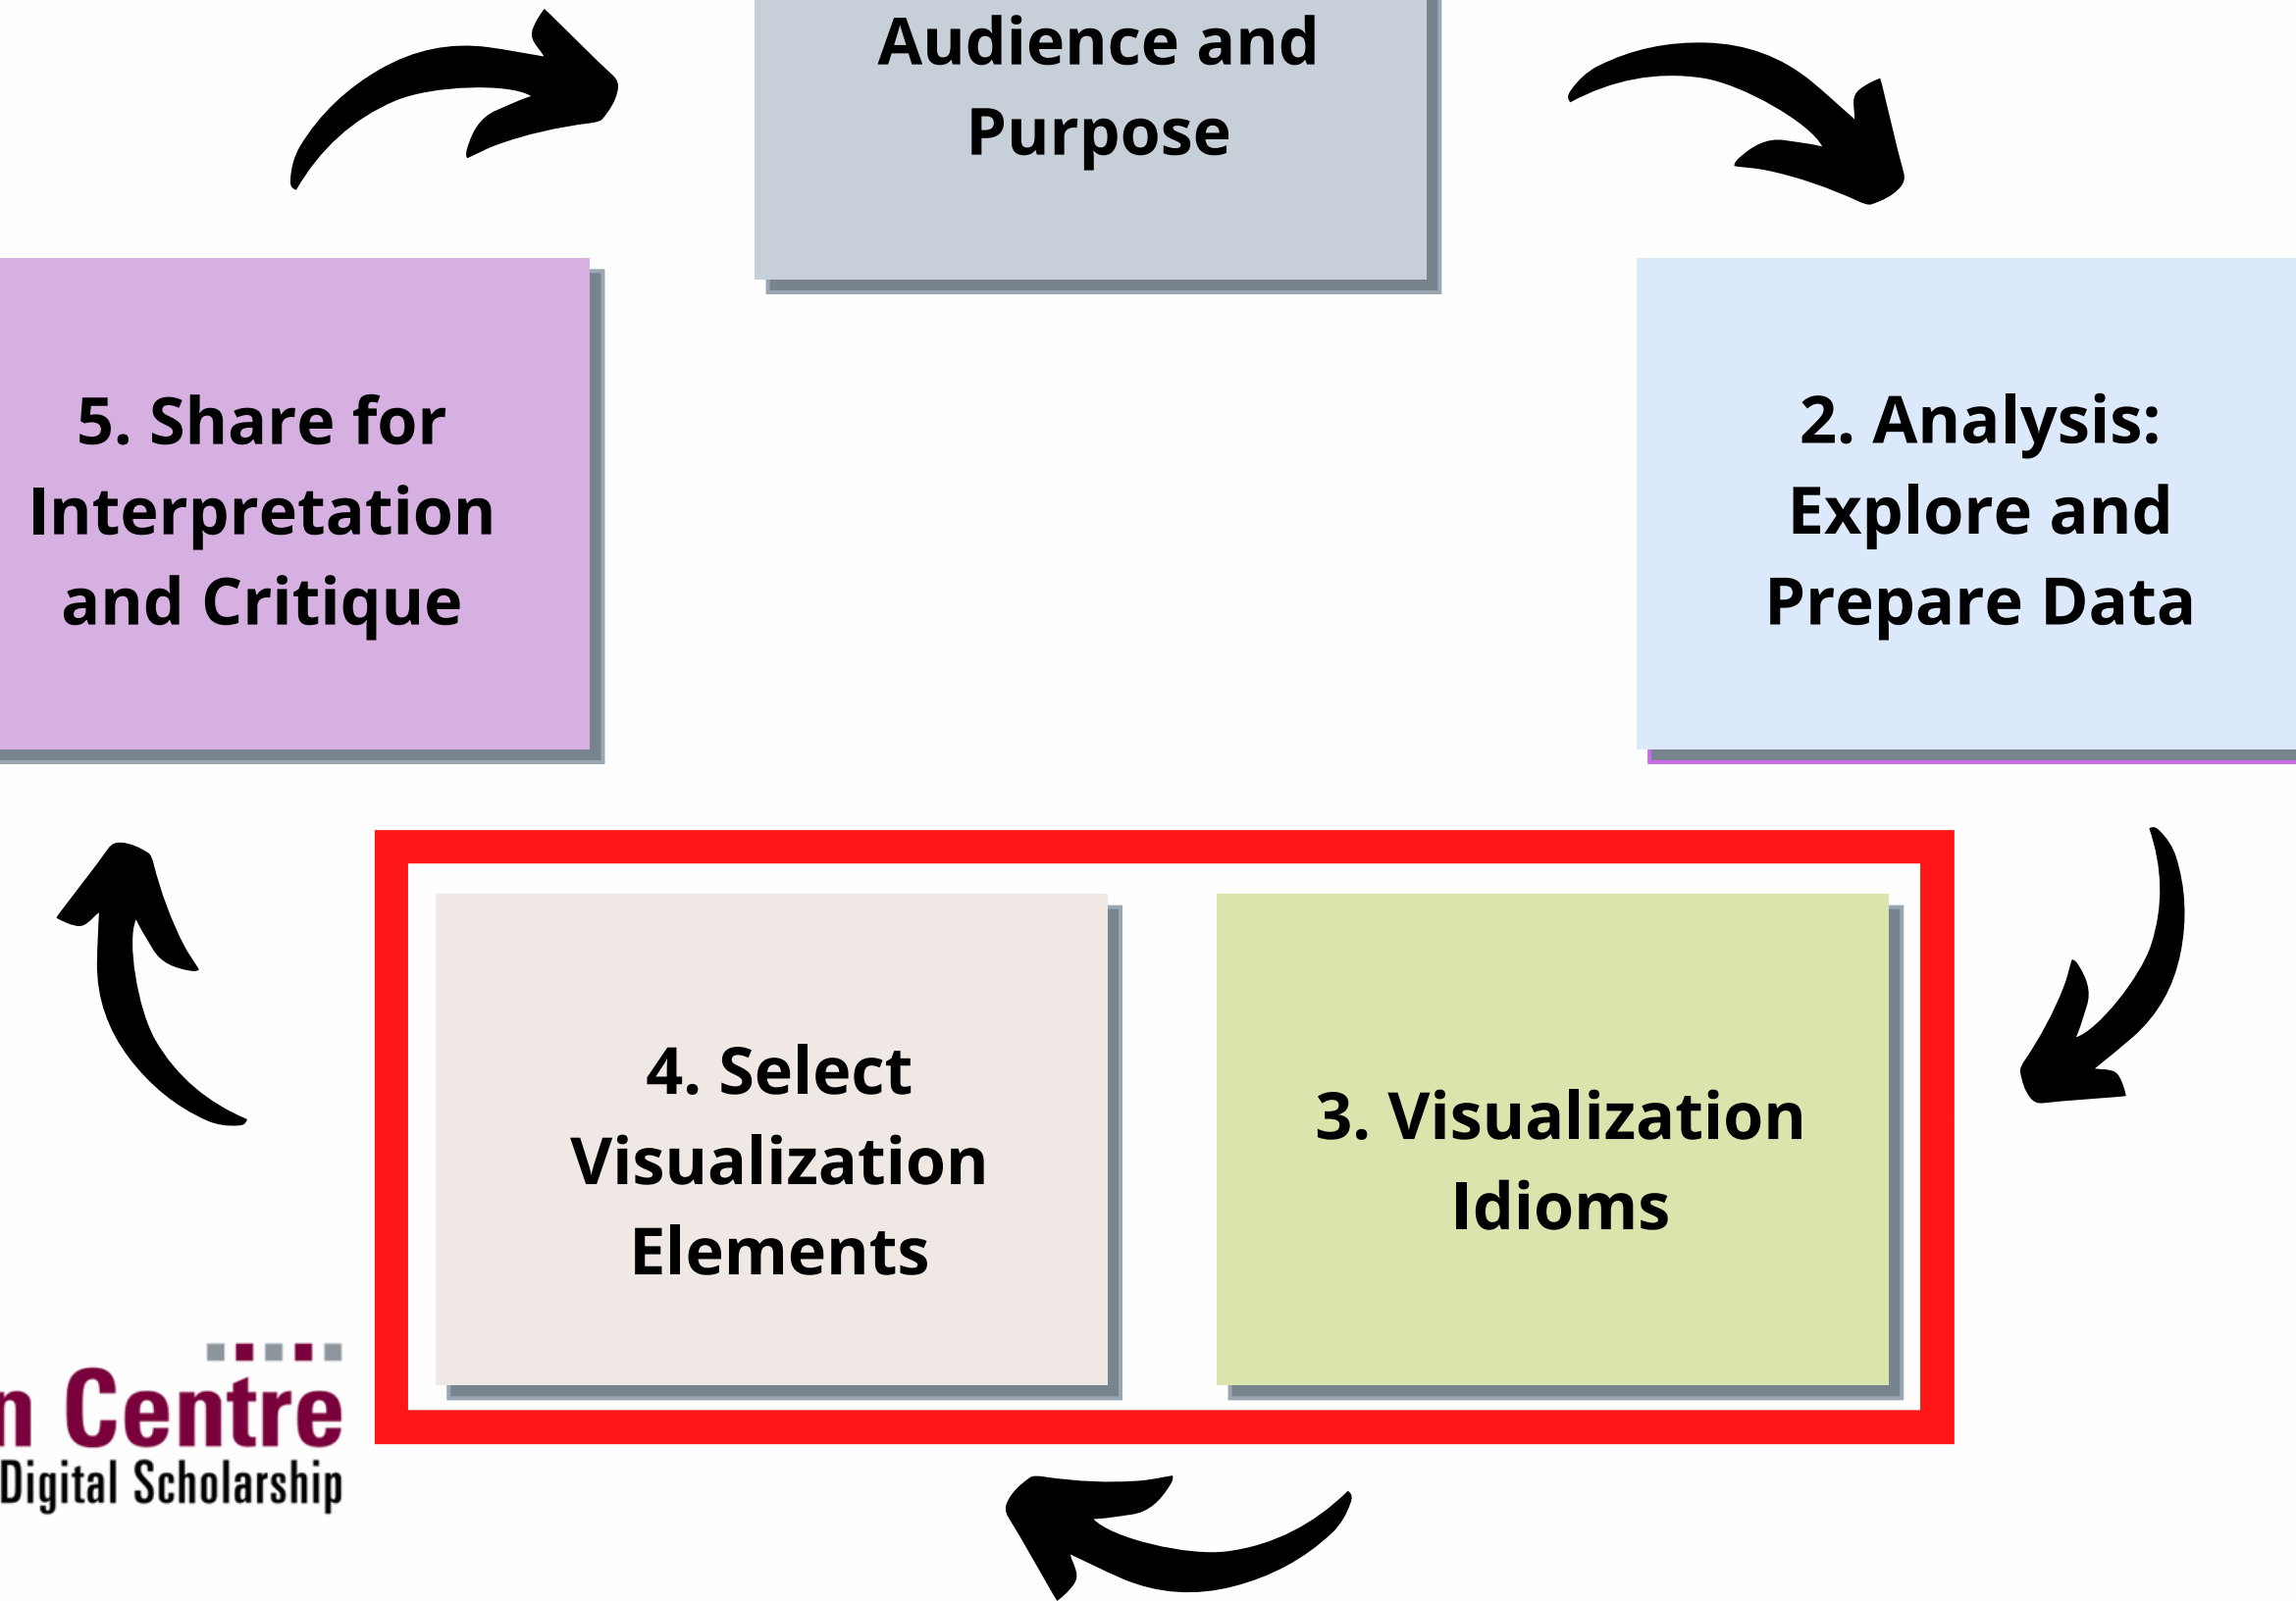 Audience and
Purpose
2. Analysis:
Explore and
Prepare Data
3. Visualization
Idioms
4. Select
Visualization
Elements
5. Share for
Interpretation
and Critique
n Centre
Digital Scholarship